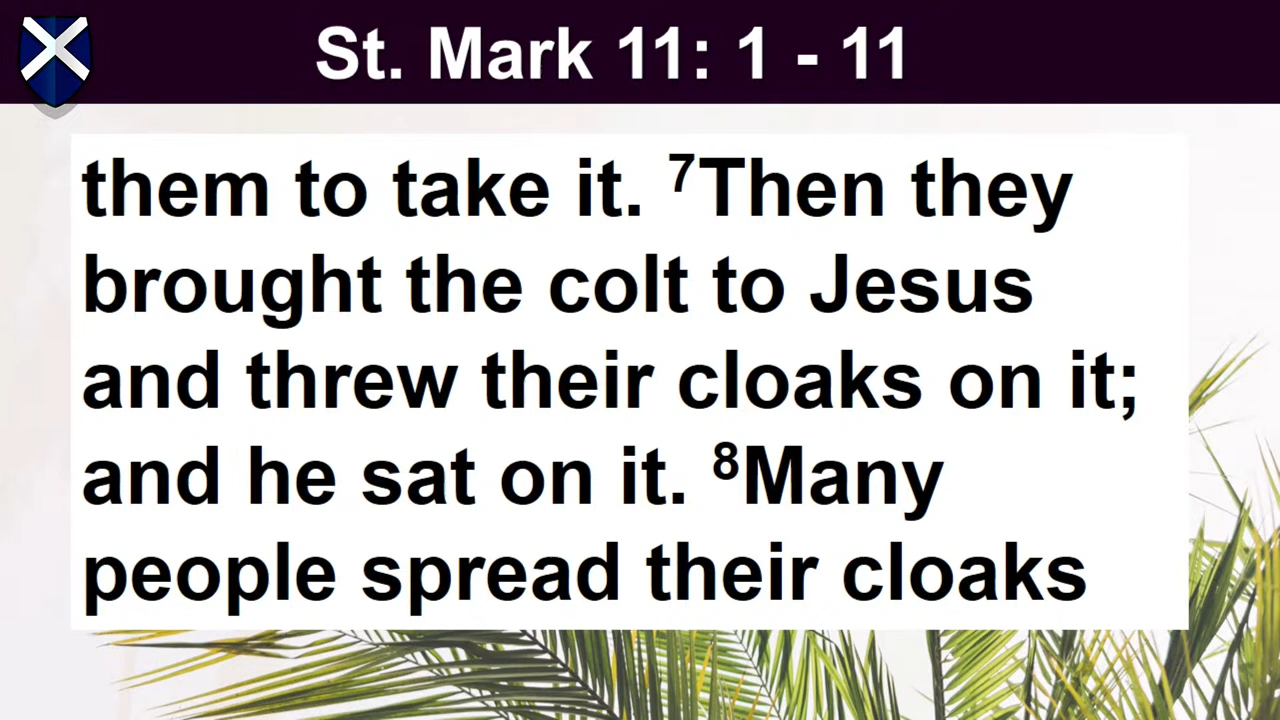 St. Mark 11: 1 - 11
them to take it. ⁷Then they
brought the colt to Jesus
and threw their cloaks on it;
and he sat on it. ⁸Many
people spread their cloaks